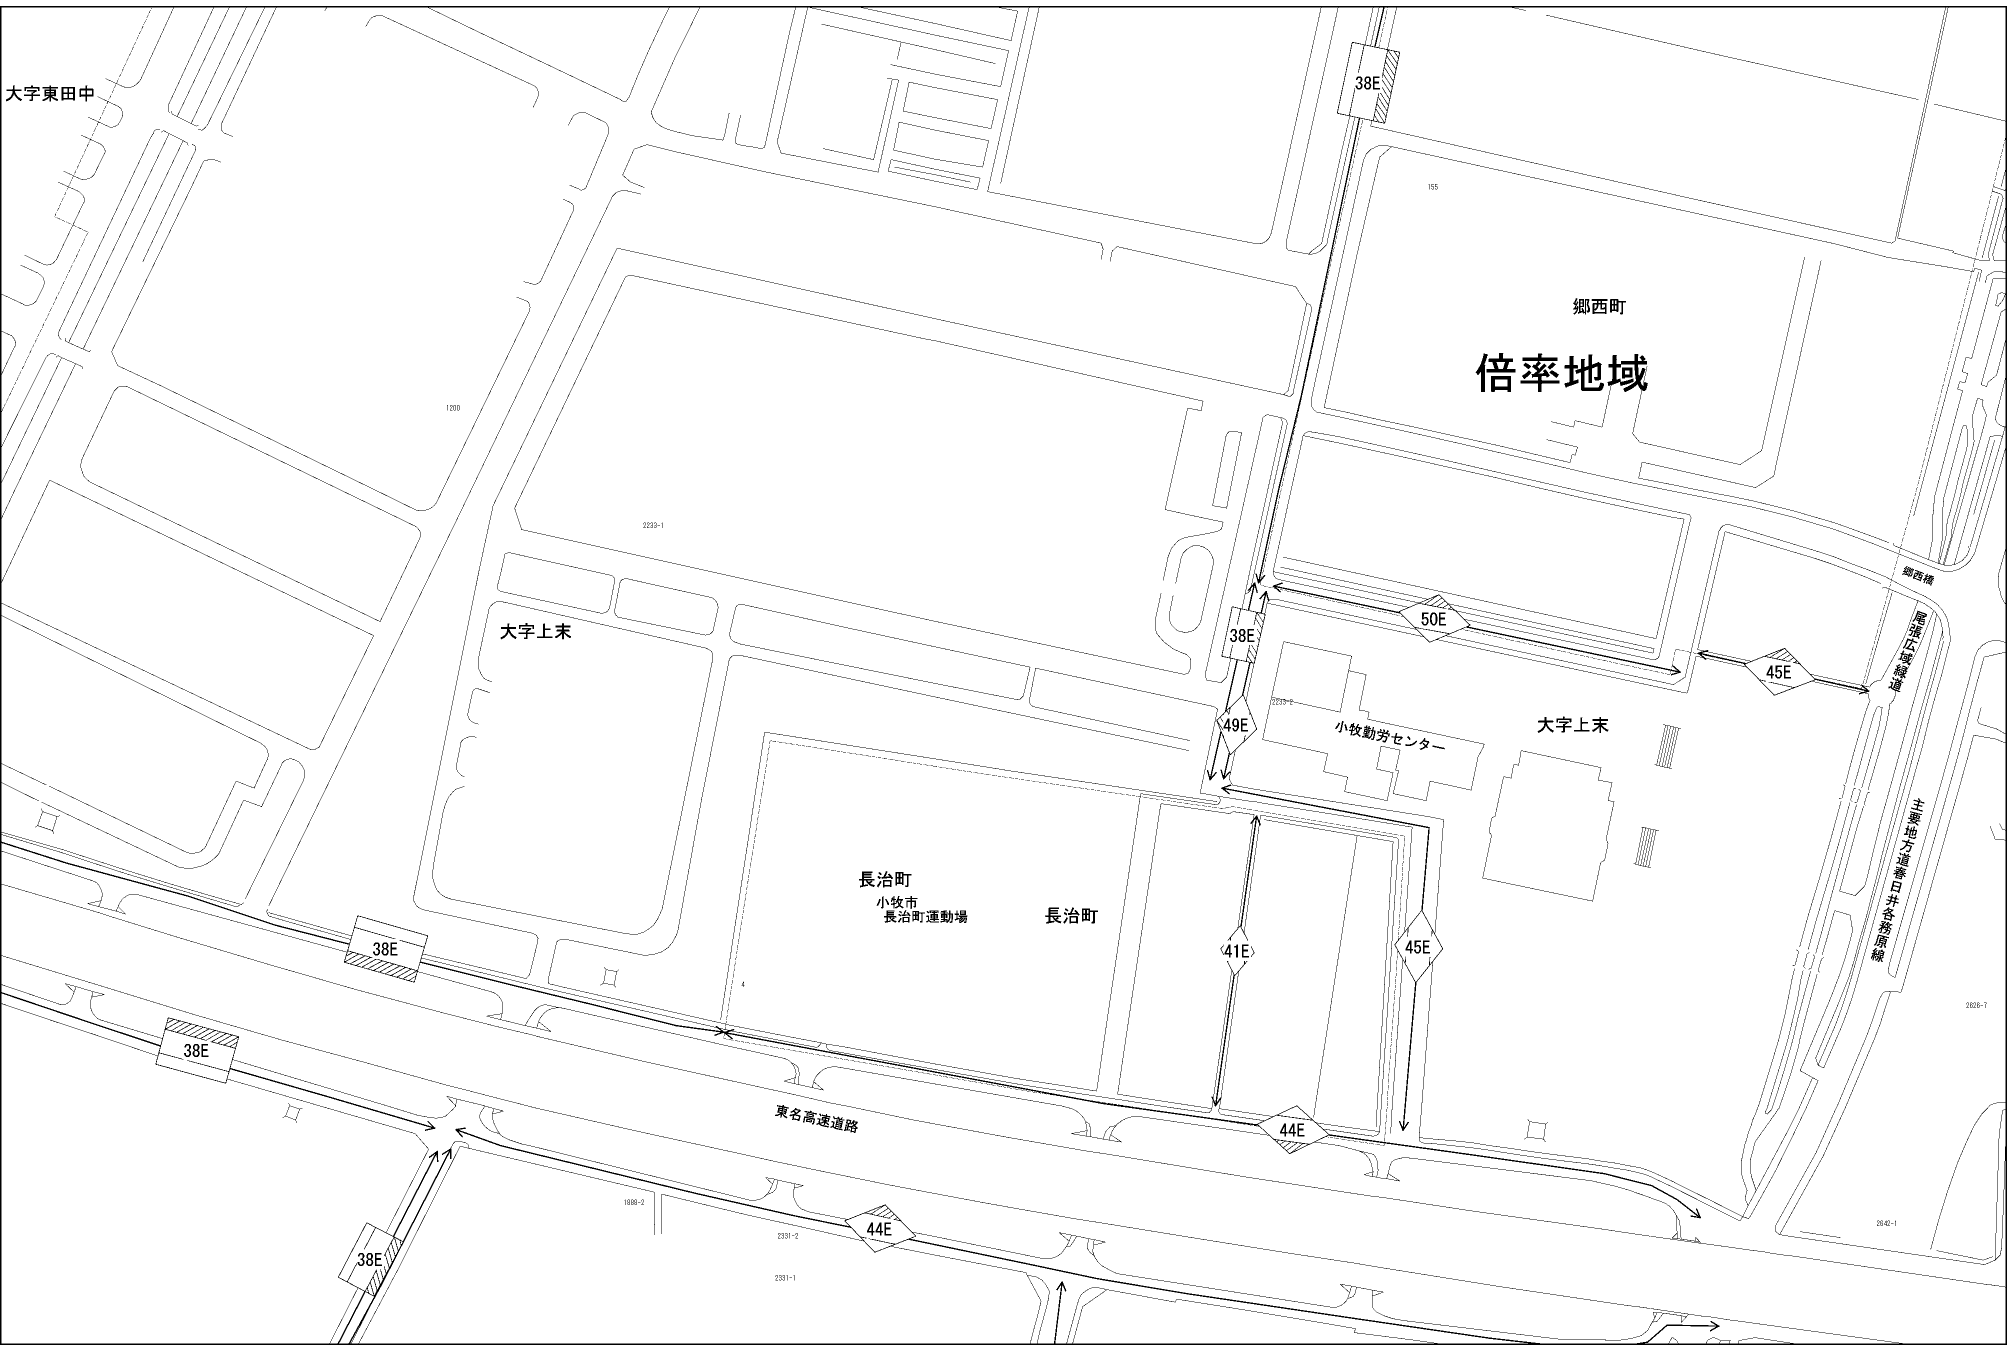 38E
大字東田中
155
郷西町
倍率地域
1200
2233-1
郷西橋
50E
38E
大字上末
45E
尾張広域緑道
2233-2
49E
小牧勤労センター
大字上末
主要地方道春日井各務原線
長治町
小牧市
長治町運動場
長治町
38E
41E
45E
4
2626-7
38E
東名高速道路
44E
1898-2
2331-2
44E
2642-1
38E
2331-1